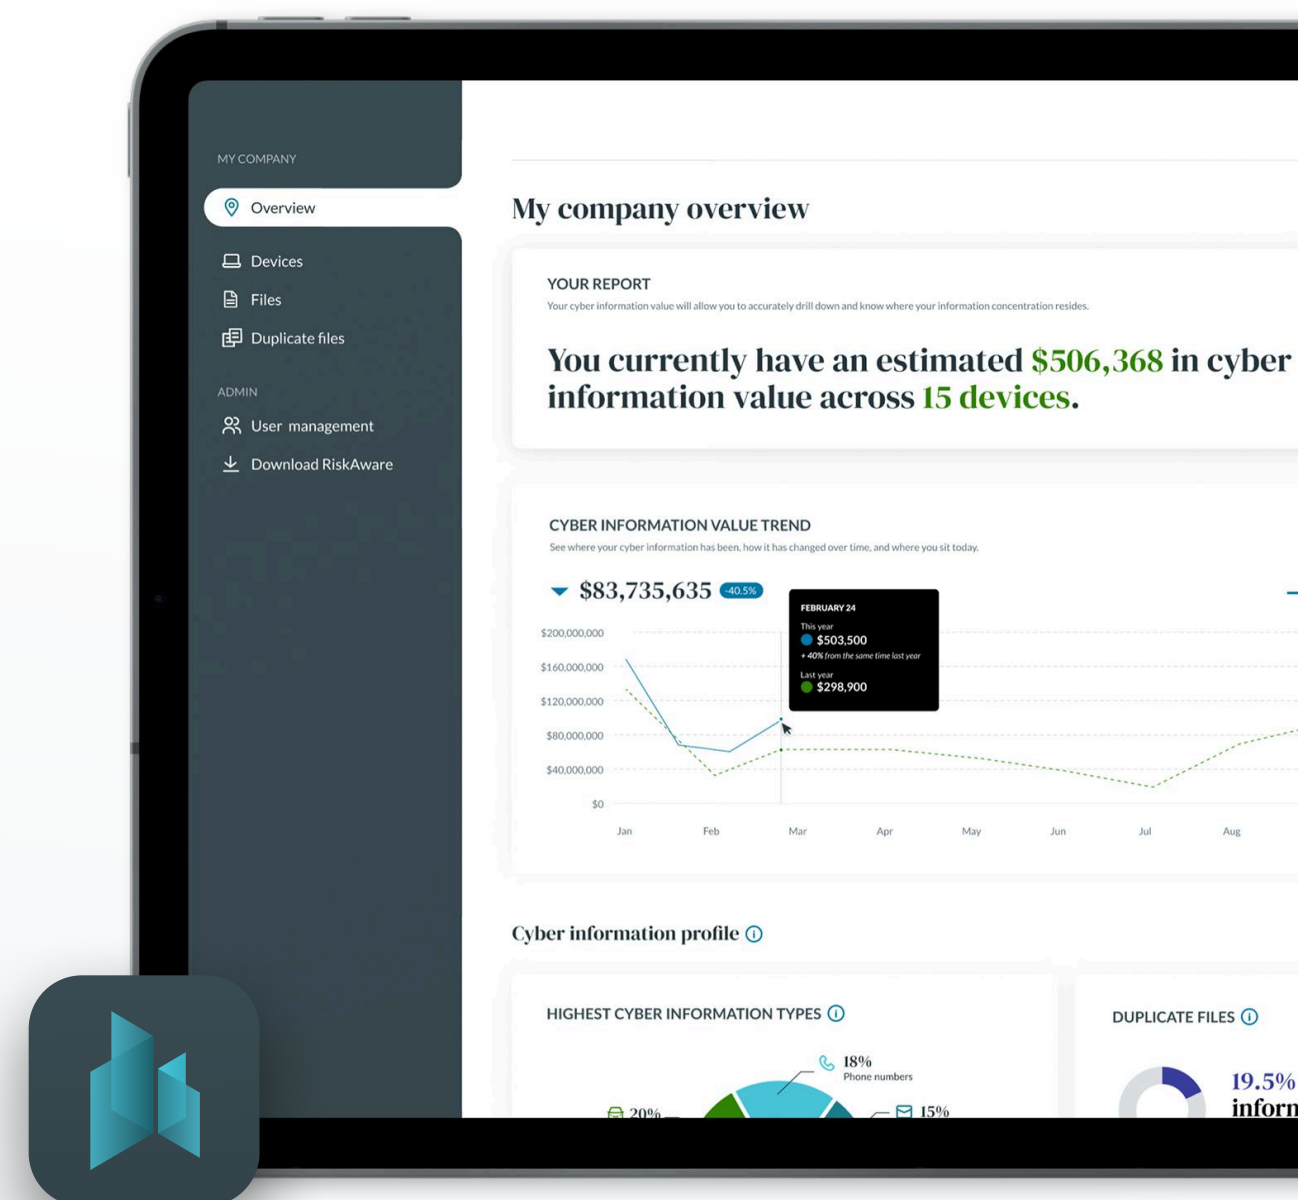 MY COMPANY
Overview
Devices
Files
Duplicate files
ADMIN
User management
Download RiskAware
My company overview
YOUR REPORT
Your cyber information value will allow you to accurately drill down and know where your information concentration resides.
You currently have an estimated $506,368 in cyber
information value across 15 devices.
CYBER INFORMATION VALUE TREND
See where your cyber information has been, how it has changed over time, and where you sit today.
$83,735,635 -40.5%
FEBRUARY 24
This year
$503,500
+ 40% from the same time last year
Last year
$298,900
$200,000,000
$160,000,000
$120,000,000
$80,000,000
$40,000,000
$0
Jan Feb Mar Apr May Jun Jul Aug
Cyber information profile
HIGHEST CYBER INFORMATION TYPES
18%
Phone numbers
20%
15%
DUPLICATE FILES
19.5%
inform